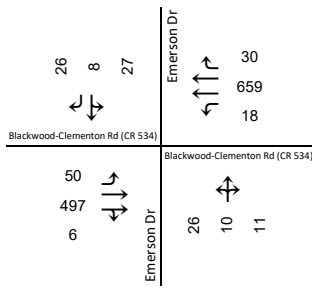 26 8 27
Blackwood-Clementon Rd (CR 534)
Emerson Dr
30
659
18
50
497
6
Emerson Dr
Blackwood-Clementon Rd (CR 534)
26 10 11